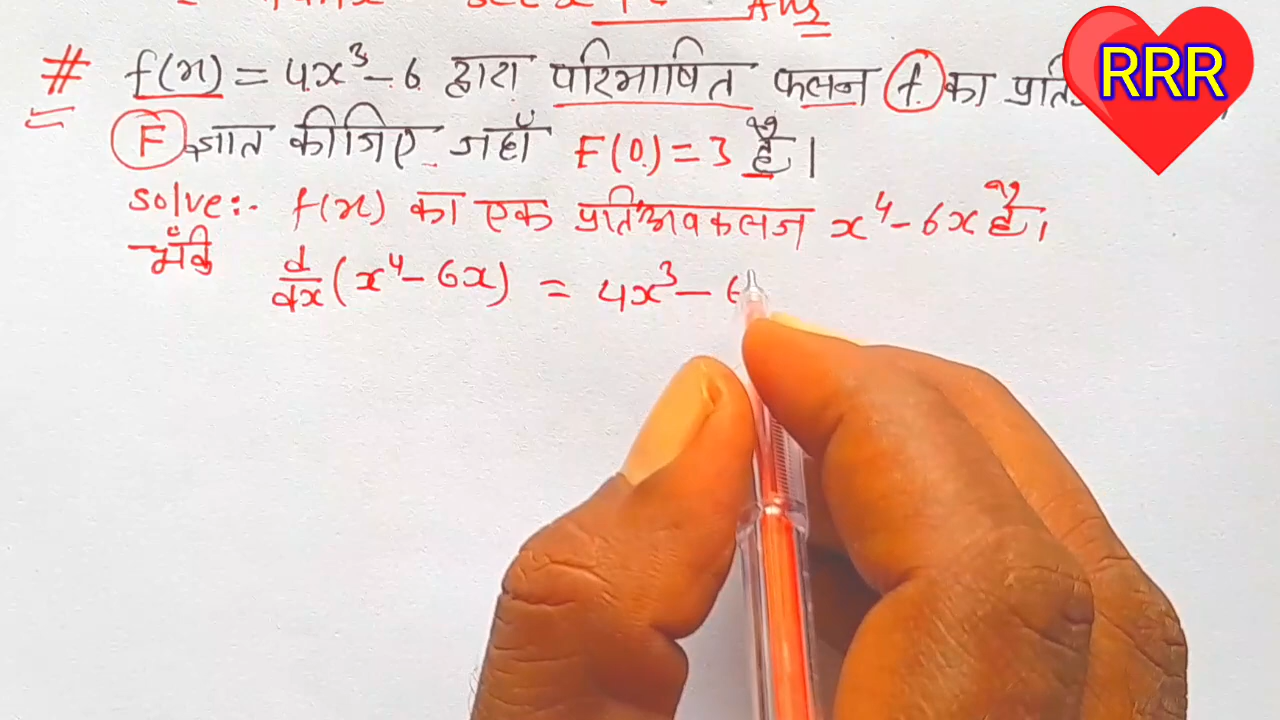 Ans
# f(x) = 4x³ - 6 द्वारा परिभाषित फलन f का
F ज्ञात कीजिए जहाँ F(0) = 3 है।
solve:- f(x) का एक प्रतिअवकलज x⁴ - 6x है।
चूँकि d/dx (x⁴ - 6x) = 4x³ - 6
RRR